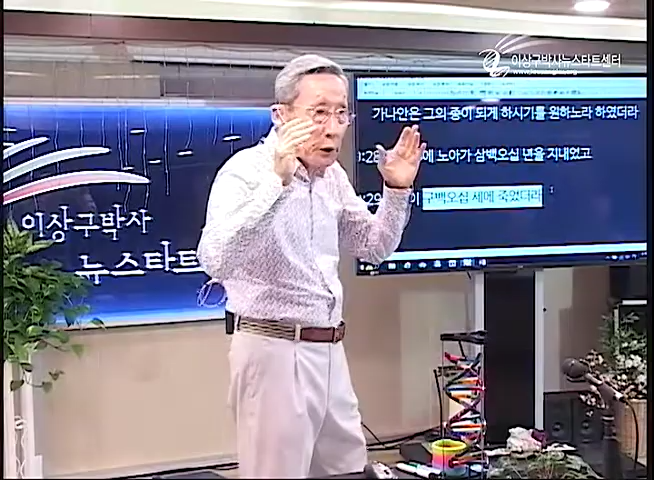 이상구박사뉴스타트센터
가나안은 그의 종이 되게 하시기를 원하노라 하였더라
:28 에 노아가 삼백오십 년을 지내었고
:29 이 구백오십 세에 죽었더라
이상구박사
뉴스타트